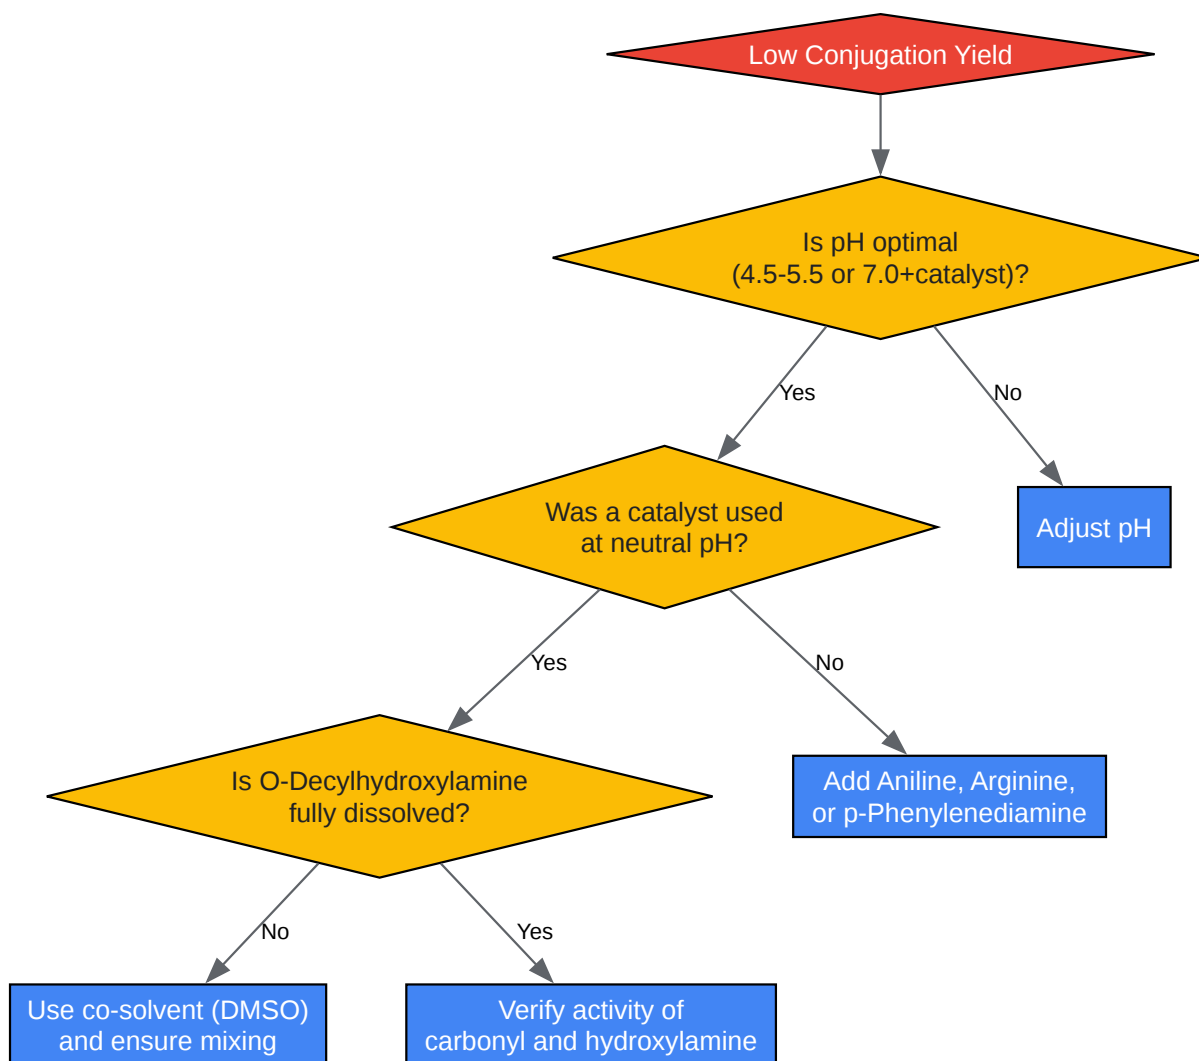 Low Conjugation Yield
Is pH optimal
(4.5-5.5 or 7.0+catalyst)?
Yes
No
Was a catalyst used
at neutral pH?
Adjust pH
Yes
No
Is O-Decylhydroxylamine
fully dissolved?
Add Aniline, Arginine,
or p-Phenylenediamine
No
Yes
Use co-solvent (DMSO)
and ensure mixing
Verify activity of
carbonyl and hydroxylamine